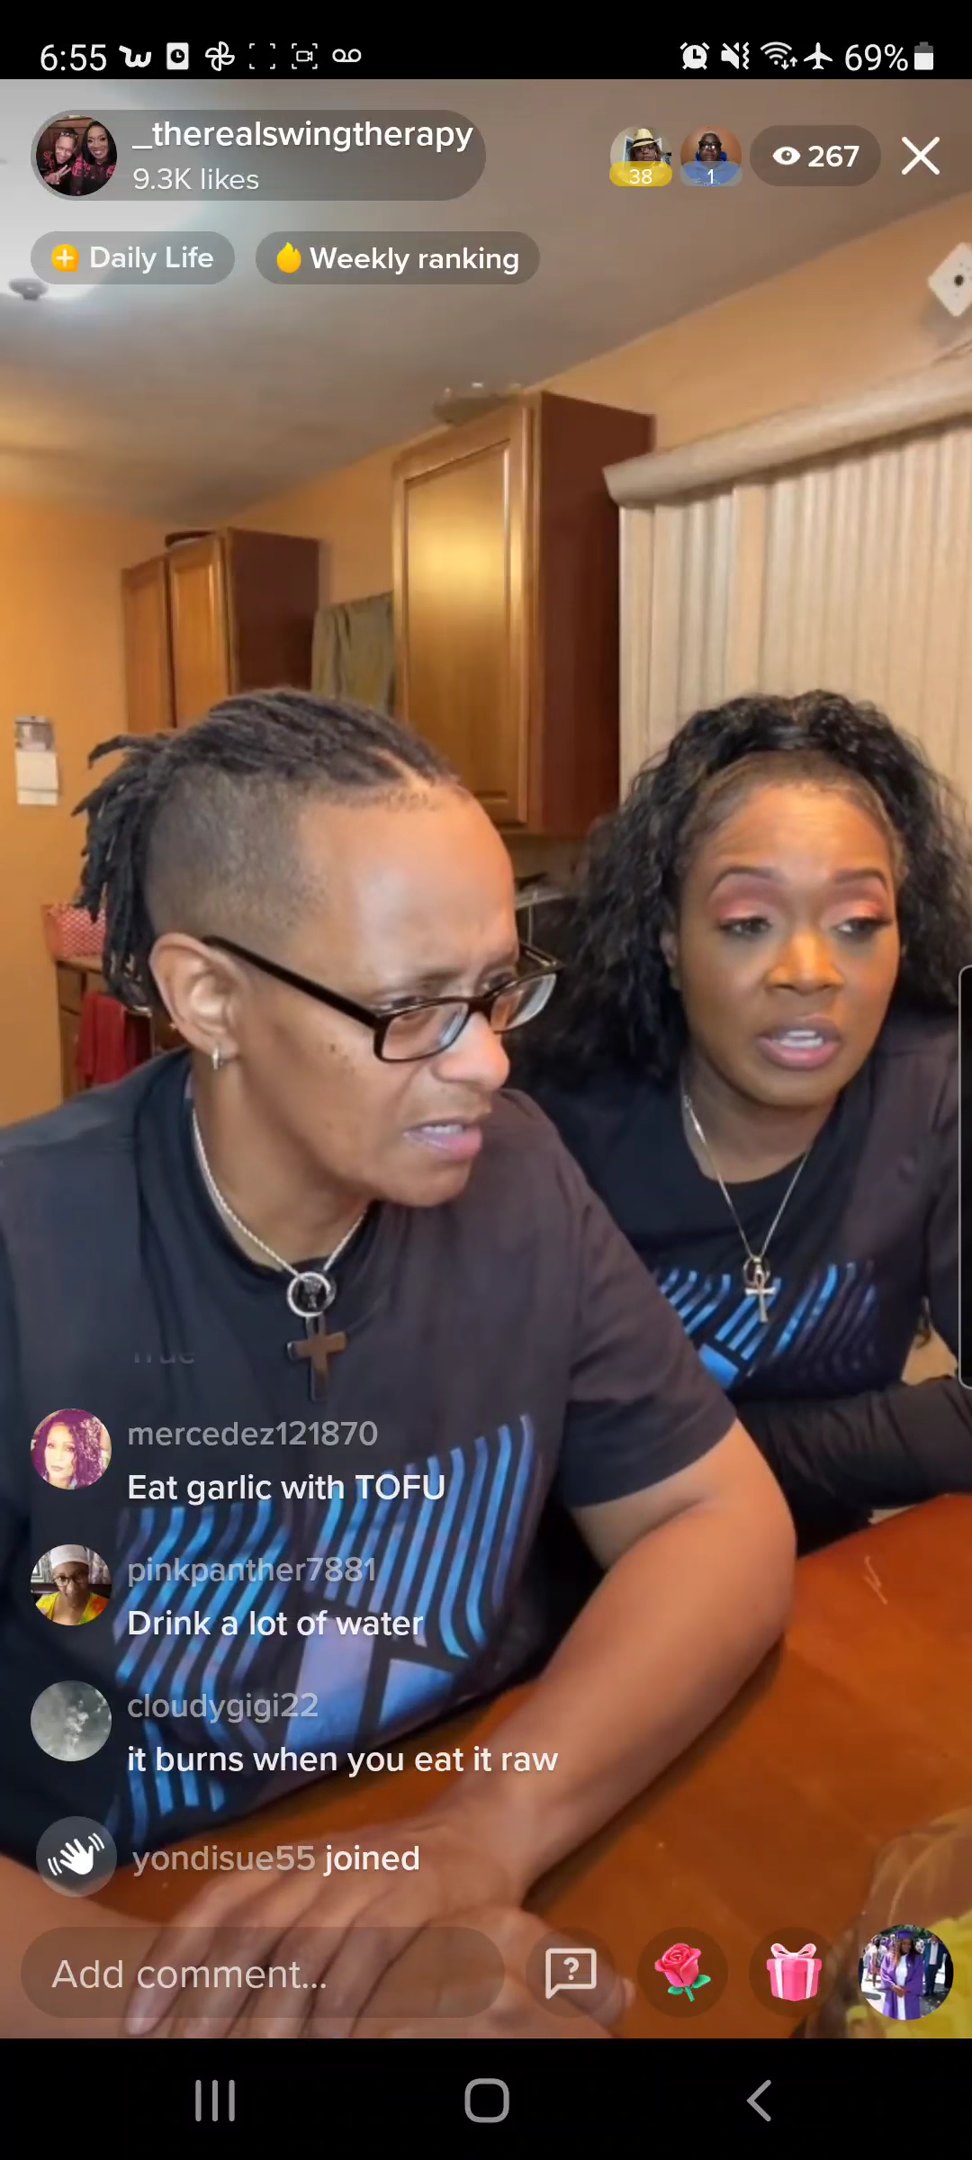 6:55
69%
_therealswingtherapy
9.3K likes
38
1
267
Daily Life
Weekly ranking
True
mercedez121870
Eat garlic with TOFU
pinkpanther7881
Drink a lot of water
cloudygigi22
it burns when you eat it raw
yondisue55 joined
Add comment...